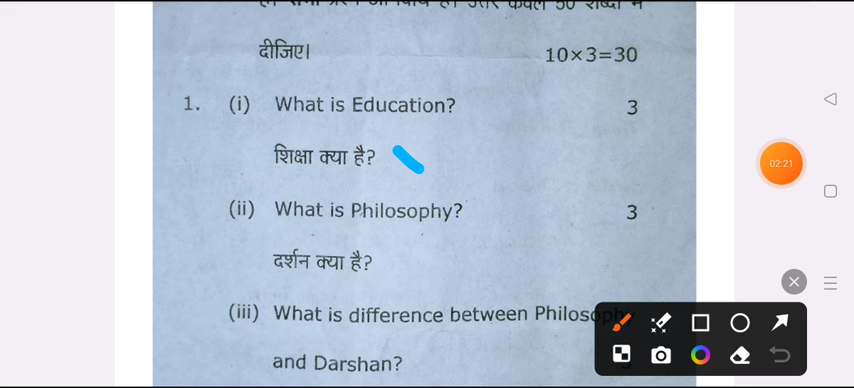 दीजिए। 10×3=30
1. (i) What is Education? 3
शिक्षा क्या है?
(ii) What is Philosophy? 3
दर्शन क्या है?
(iii) What is difference between Philosophy
and Darshan?
02:21